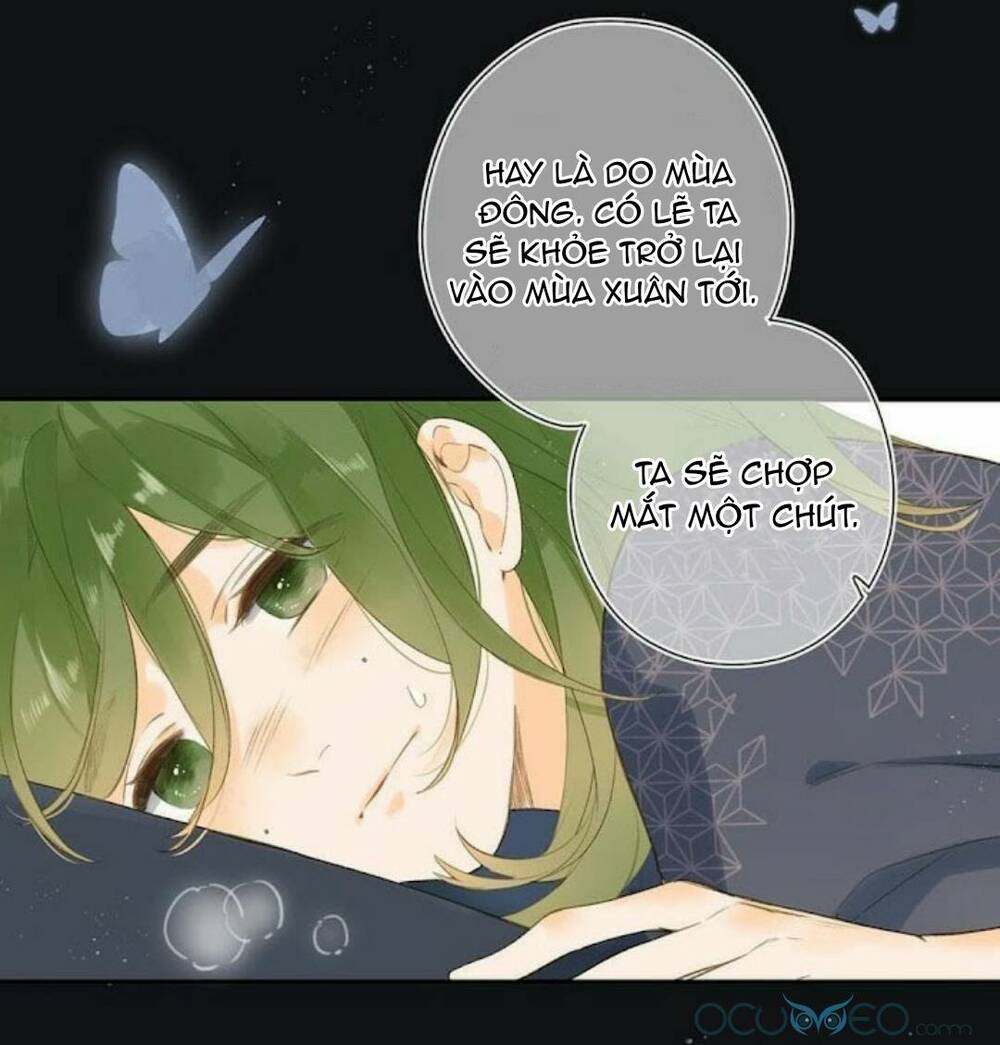 HAY LÀ DO MÙA
ĐÔNG. CÓ LẼ TA
SẼ KHỎE TRỞ LẠI
VÀO MÙA XUÂN TỚI.
TA SẼ CHỢP
MẮT MỘT CHÚT.
OCUMEO.com